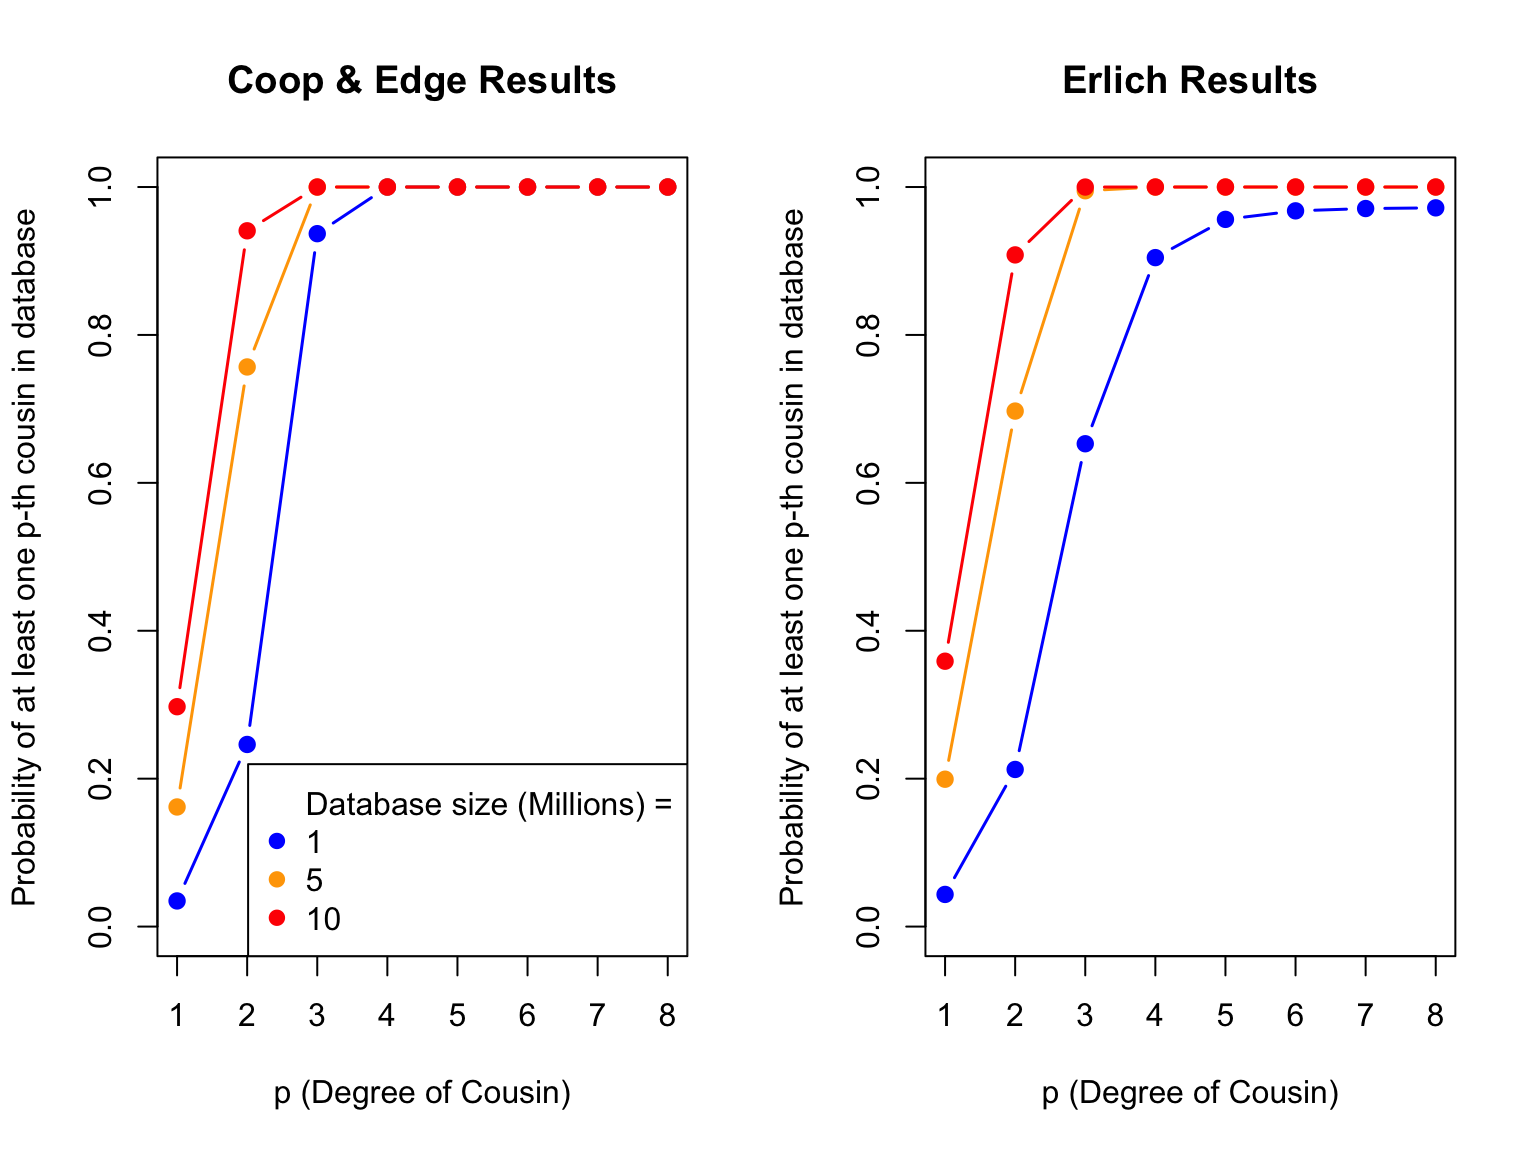 Coop & Edge Results
Probability of at least one p-th cousin in database
1.0
0.8
0.6
0.4
0.2
0.0
Database size (Millions) =
1
5
10
1 2 3 4 5 6 7 8
p (Degree of Cousin)
Erlich Results
Probability of at least one p-th cousin in database
1.0
0.8
0.6
0.4
0.2
0.0
1 2 3 4 5 6 7 8
p (Degree of Cousin)